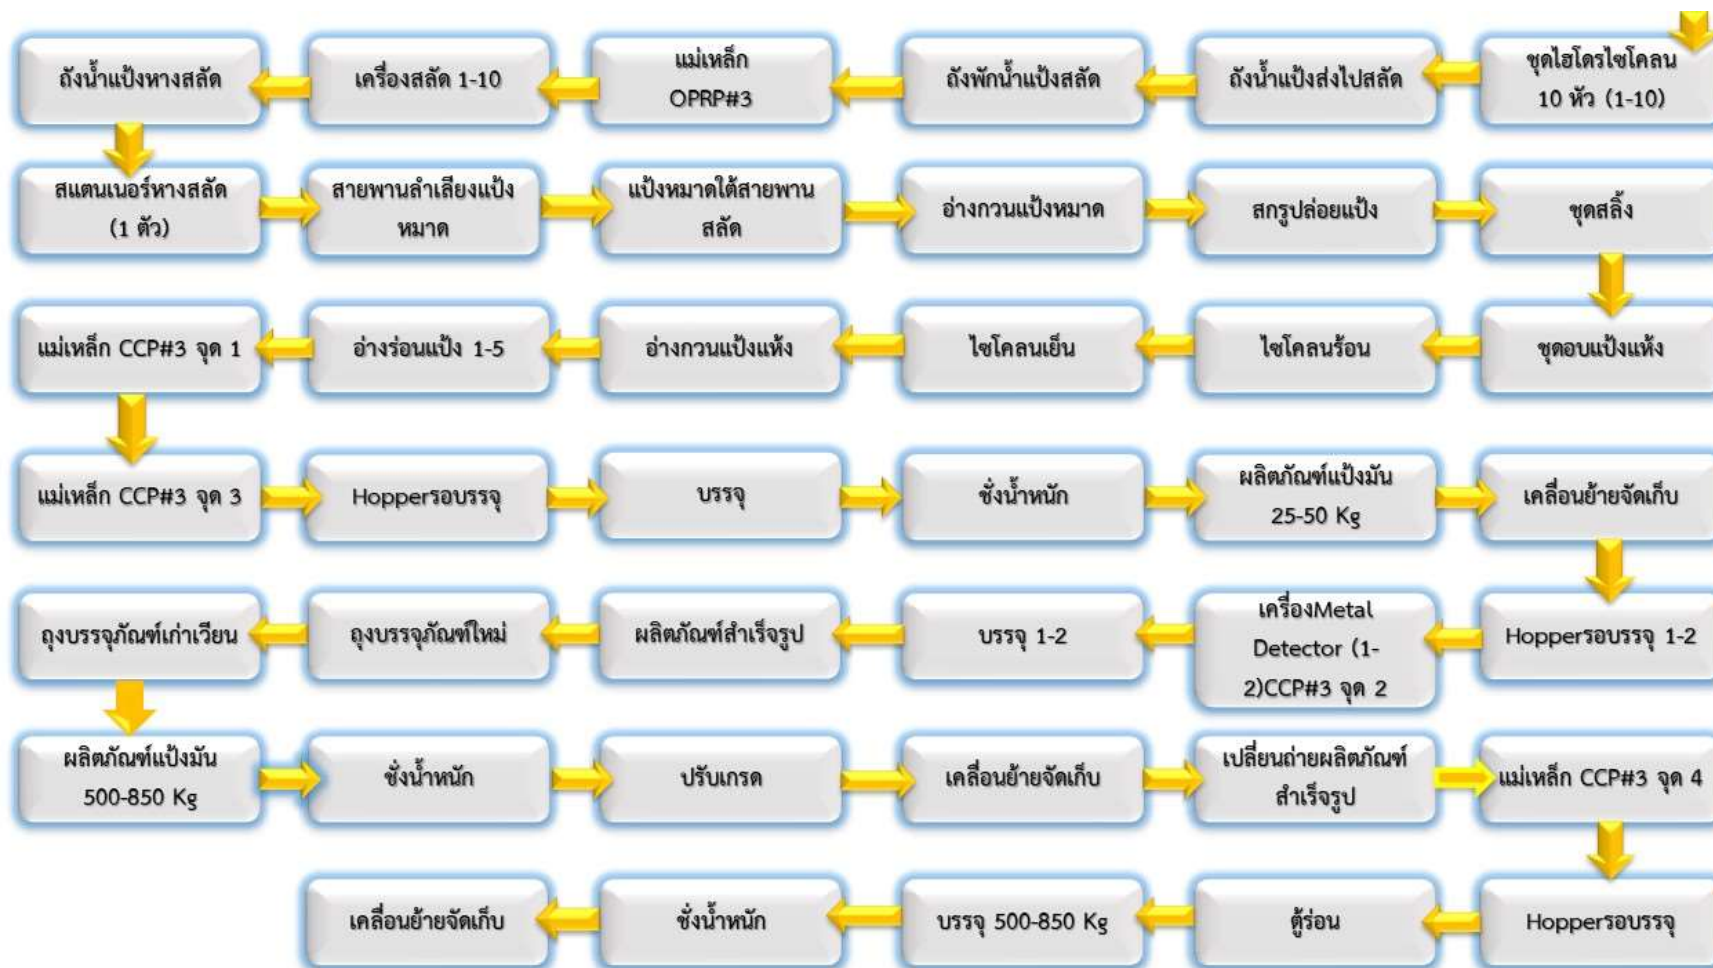 ถังน้ำแป้งหางสลัด
เครื่องสลัด 1-10
แม่เหล็ก
OPRP#3
ถังพักน้ำแป้งสลัด
ถังน้ำแป้งส่งไปสลัด
ชุดไฮโดรไซโคลน
10 หัว (1-10)
สแตนเนอร์หางสลัด
(1 ตัว)
สายพานลำเลียงแป้ง
หมาด
แป้งหมาดใต้สายพาน
สลัด
อ่างกวนแป้งหมาด
สกรูปล่อยแป้ง
ชุดสลิ้ง
แม่เหล็ก CCP#3 จุด 1
อ่างร่อนแป้ง 1-5
อ่างกวนแป้งแห้ง
ไซโคลนเย็น
ไซโคลนร้อน
ชุดอบแป้งแห้ง
แม่เหล็ก CCP#3 จุด 3
Hopperรอบรรจุ
บรรจุ
ชั่งน้ำหนัก
ผลิตภัณฑ์แป้งมัน
25-50 Kg
เคลื่อนย้ายจัดเก็บ
ถุงบรรจุภัณฑ์เก่าเวียน
ถุงบรรจุภัณฑ์ใหม่
ผลิตภัณฑ์สำเร็จรูป
บรรจุ 1-2
เครื่องMetal
Detector (1-
2)CCP#3 จุด 2
Hopperรอบรรจุ 1-2
ผลิตภัณฑ์แป้งมัน
500-850 Kg
ชั่งน้ำหนัก
ปรับเกรด
เคลื่อนย้ายจัดเก็บ
เปลี่ยนถ่ายผลิตภัณฑ์
สำเร็จรูป
แม่เหล็ก CCP#3 จุด 4
เคลื่อนย้ายจัดเก็บ
ชั่งน้ำหนัก
บรรจุ 500-850 Kg
ตู้ร่อน
Hopperรอบรรจุ